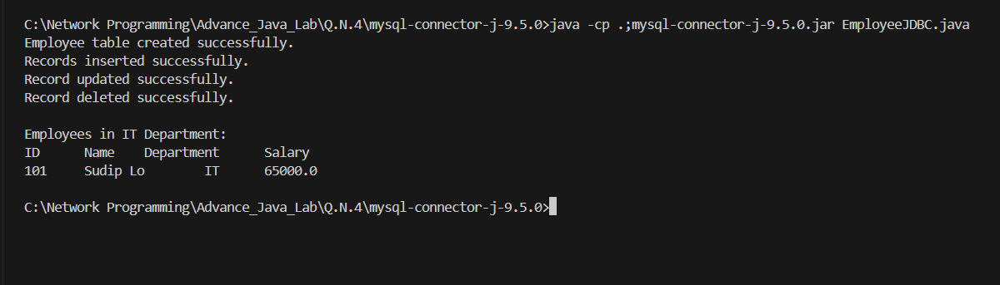 C:\Network Programming\Advance_Java_Lab\Q.N.4\mysql-connector-j-9.5.0>java -cp .;mysql-connector-j-9.5.0.jar EmployeeJDBC.java
Employee table created successfully.
Records inserted successfully.
Record updated successfully.
Record deleted successfully.

Employees in IT Department:
ID      Name    Department      Salary
101     Sudip Lo        IT      65000.0

C:\Network Programming\Advance_Java_Lab\Q.N.4\mysql-connector-j-9.5.0>